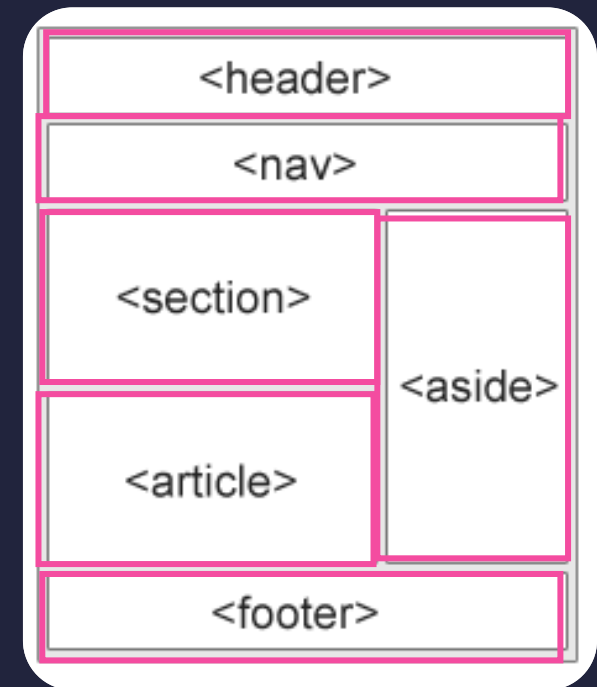 <header>
<nav>
<section>
<aside>
<article>
<footer>